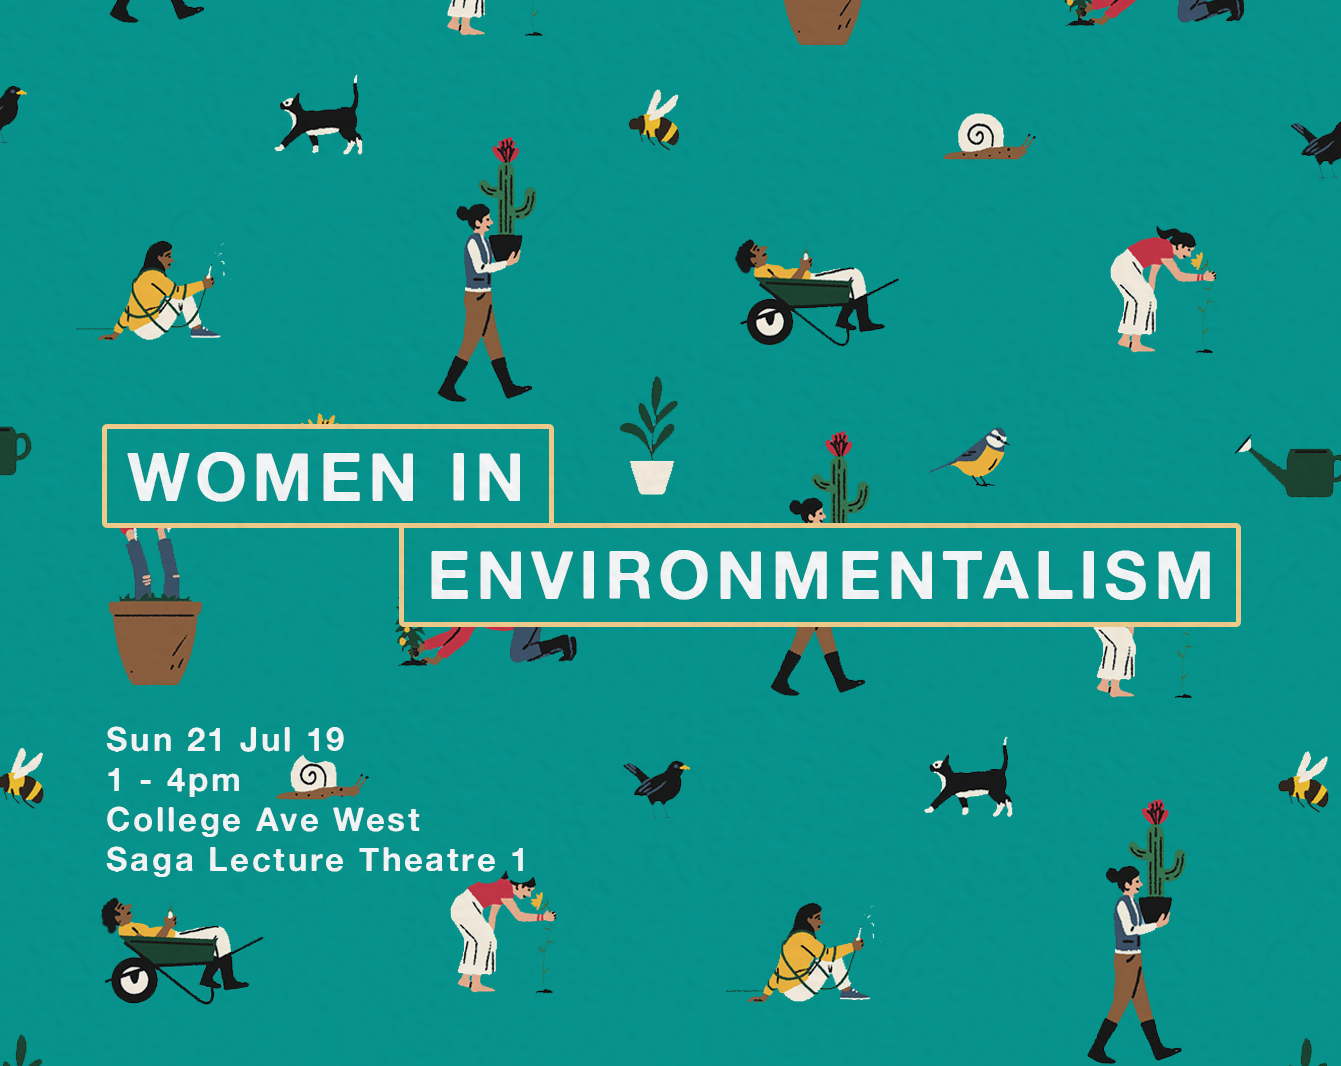 WOMEN IN
ENVIRONMENTALISM
Sun 21 Jul 19
1 - 4pm
College Ave West
Saga Lecture Theatre 1